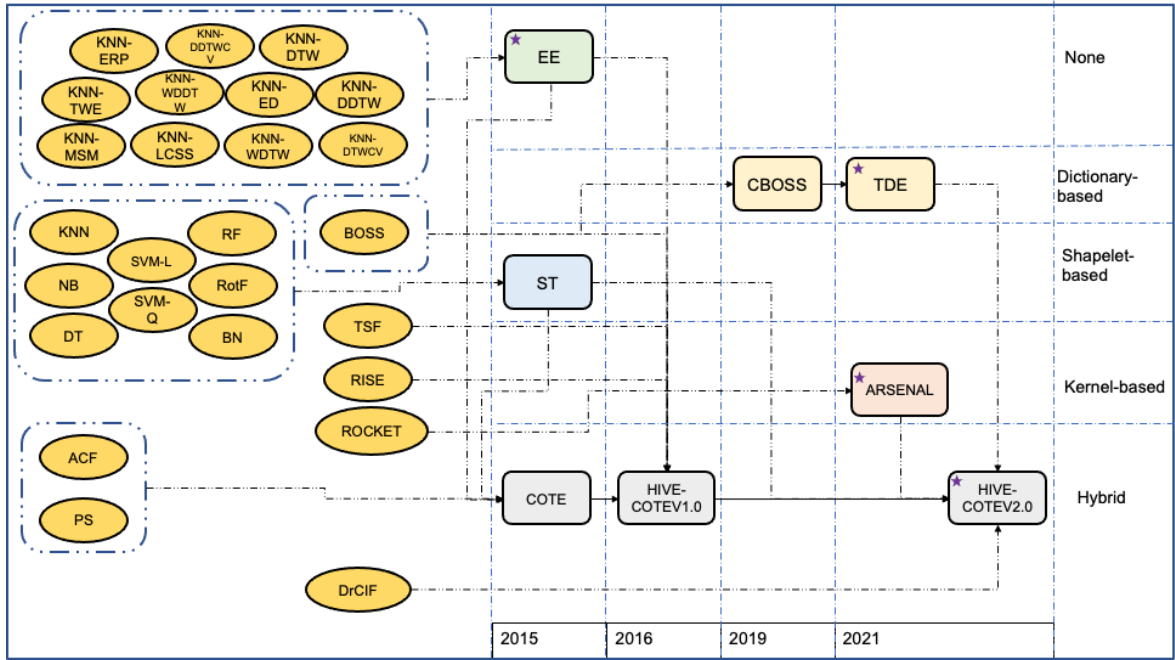 KNN-
ERP
KNN-
DDTWC
V
KNN-
DTW
KNN-
TWE
KNN-
WDDT
W
KNN-
ED
KNN-
DDTW
KNN-
MSM
KNN-
LCSS
KNN-
WDTW
KNN-
DTWCV
EE
None
CBOSS
TDE
Dictionary-
based
KNN
RF
SVM-L
NB
RotF
SVM-
Q
DT
BN
BOSS
ST
Shapelet-
based
TSF
RISE
ROCKET
ARSENAL
Kernel-based
ACF
PS
COTE
HIVE-
COTEV1.0
HIVE-
COTEV2.0
Hybrid
DrCIF
2015
2016
2019
2021